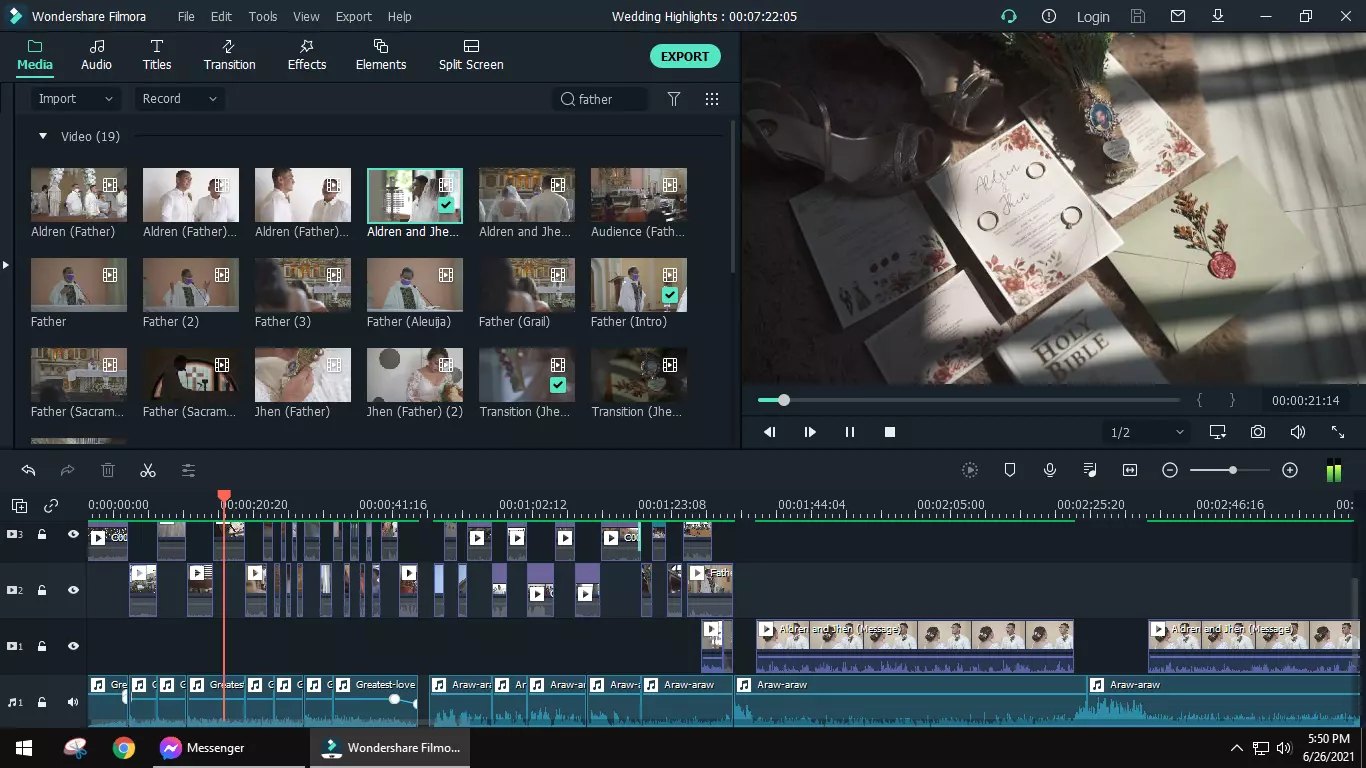 Wondershare Filmora
File Edit Tools View Export Help
Wedding Highlights : 00:07:22:05
Login
Media Audio Titles Transition Effects Elements Split Screen
EXPORT
Import Record father
Video (19)
Aldren (Father) Aldren (Father)... Aldren (Father)... Aldren and Jhe... Aldren and Jhe... Audience (Fath...
Father Father (2) Father (3) Father (Aleuija) Father (Grail) Father (Intro)
Father (Sacram... Father (Sacram... Jhen (Father) Jhen (Father) (2) Transition (Jhe... Transition (Jhe...
Aldren
&
Jhen
HOLY
BIBLE
{ } 00:00:21:14
1/2
0:00:00:00 00:00:20:20 00:00:41:16 00:01:02:12 00:01:23:08 00:01:44:04 00:02:05:00 00:02:25:20 00:02:46:16 00:
3
2 Fath
1 Aldren and Jhen (Message) Aldren and Jhen (Message)
1 Gre G G Greates G G G Greatest-love Araw-ar Ar Araw-a Araw- Araw-araw Araw-araw Araw-araw
Messenger Wondershare Filmo...
5:50 PM
6/26/2021